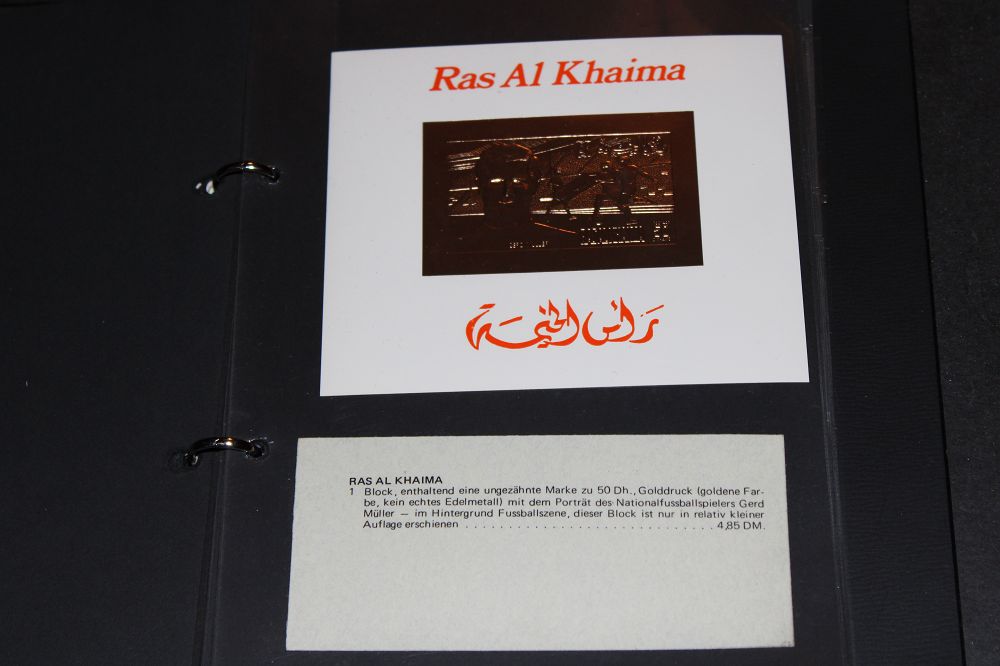 Ras Al Khaima
رأس الخيمة
RAS AL KHAIMA
1 Block, enthaltend eine ungezähnte Marke zu 50 Dh., Golddruck (goldene Far-
be, kein echtes Edelmetall) mit dem Porträt des Nationalfussballspielers Gerd
Müller — im Hintergrund Fussballszene, dieser Block ist nur in relativ kleiner
Auflage erschienen . . . . . . . . . . . . . . . . . . . . . . . . . . . . . 4,85 DM.